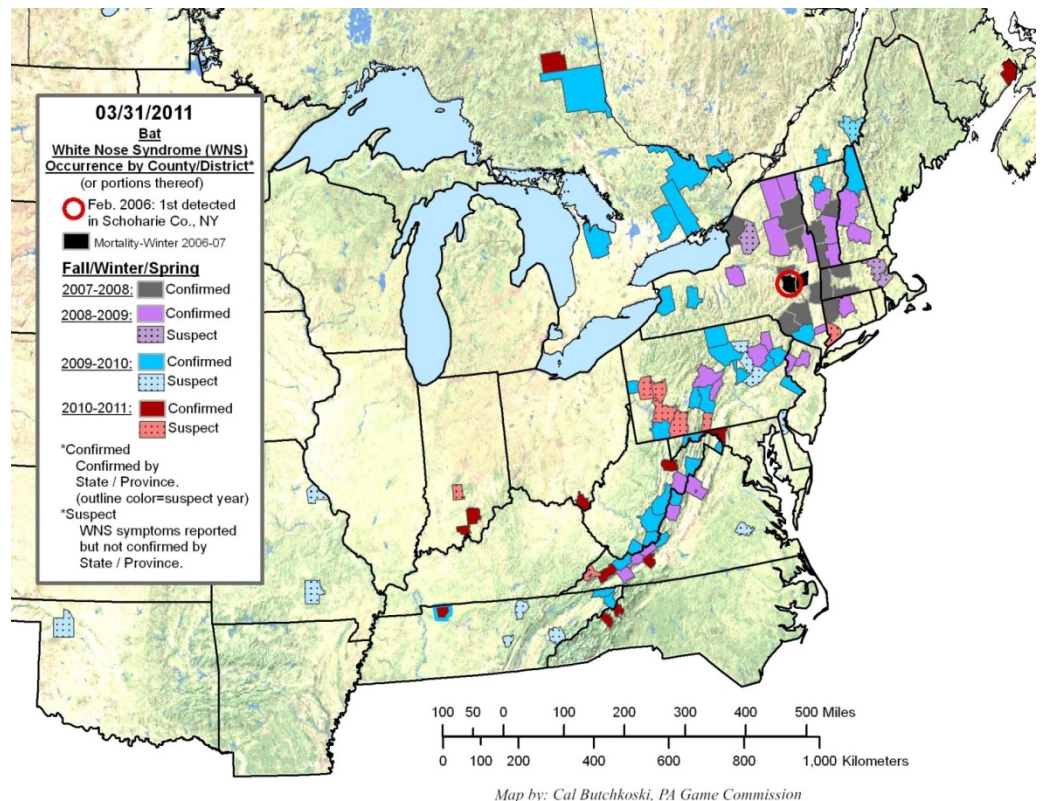 03/31/2011
Bat
White Nose Syndrome (WNS)
Occurrence by County/District*
(or portions thereof)
Feb. 2006: 1st detected
in Schoharie Co., NY
Mortality-Winter 2006-07
Fall/Winter/Spring
2007-2008: Confirmed
2008-2009: Confirmed
Suspect
2009-2010: Confirmed
Suspect
2010-2011: Confirmed
Suspect
*Confirmed
Confirmed by
State / Province.
(outline color=suspect year)
*Suspect
WNS symptoms reported
but not confirmed by
State / Province.
100 50 0 100 200 300 400 500 Miles
0 100 200 400 600 800 1,000 Kilometers
Map by: Cal Butchkoski, PA Game Commission